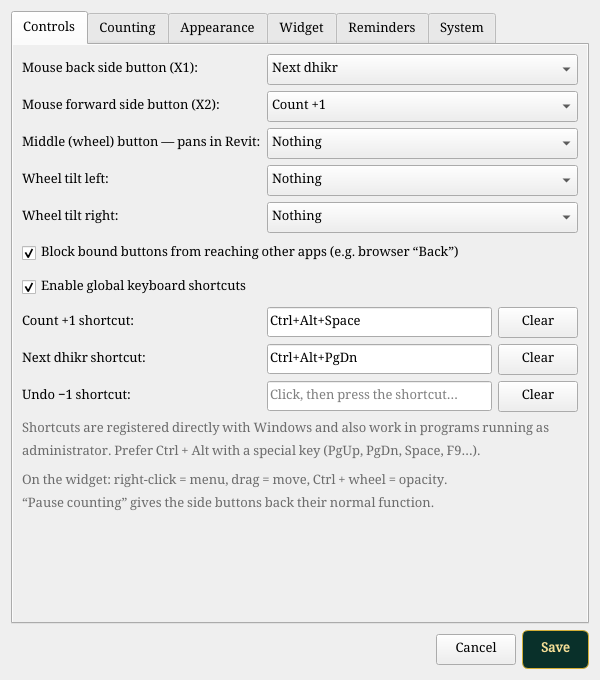 Controls Counting Appearance Widget Reminders System
Mouse back side button (X1): Next dhikr
Mouse forward side button (X2): Count +1
Middle (wheel) button — pans in Revit: Nothing
Wheel tilt left: Nothing
Wheel tilt right: Nothing
Block bound buttons from reaching other apps (e.g. browser “Back”)
Enable global keyboard shortcuts
Count +1 shortcut: Ctrl+Alt+Space Clear
Next dhikr shortcut: Ctrl+Alt+PgDn Clear
Undo −1 shortcut: Click, then press the shortcut… Clear
Shortcuts are registered directly with Windows and also work in programs running as
administrator. Prefer Ctrl + Alt with a special key (PgUp, PgDn, Space, F9…).
On the widget: right-click = menu, drag = move, Ctrl + wheel = opacity.
“Pause counting” gives the side buttons back their normal function.
Cancel Save